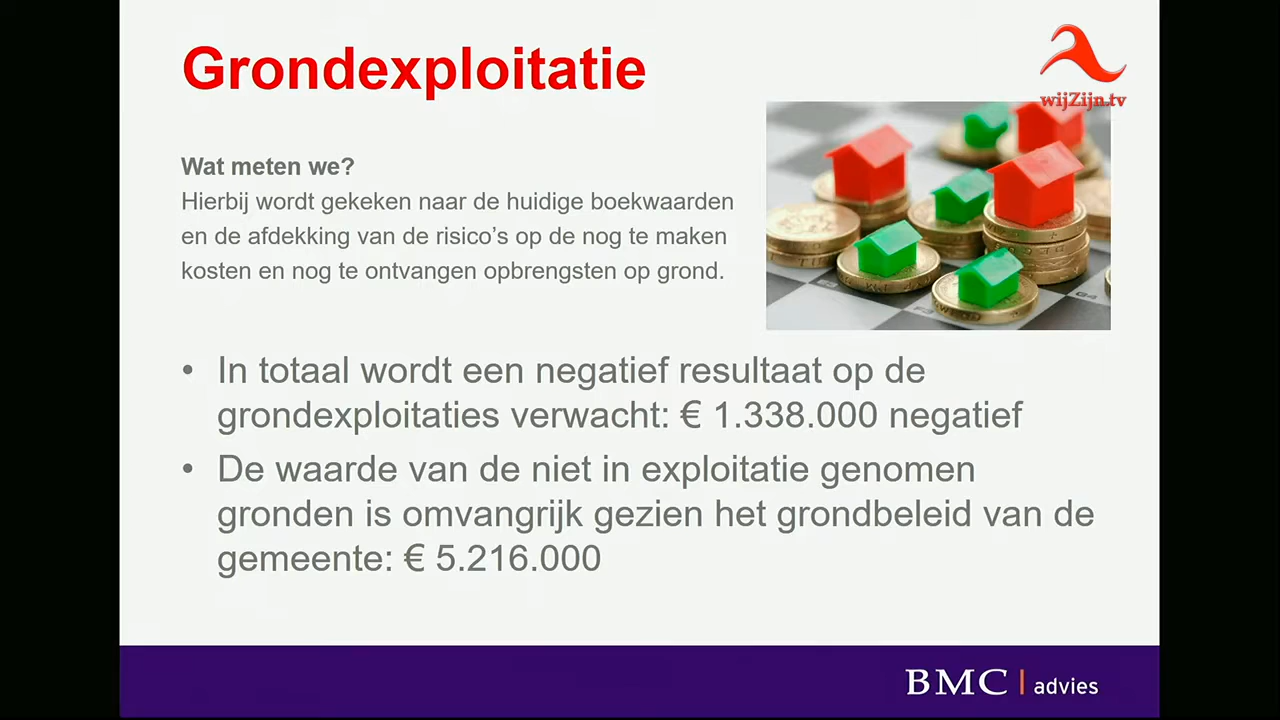 Grondexploitatie
wijZijn.tv
Wat meten we?
Hierbij wordt gekeken naar de huidige boekwaarden
en de afdekking van de risico's op de nog te maken
kosten en nog te ontvangen opbrengsten op grond.
• In totaal wordt een negatief resultaat op de
grondexploitaties verwacht: € 1.338.000 negatief
• De waarde van de niet in exploitatie genomen
gronden is omvangrijk gezien het grondbeleid van de
gemeente: € 5.216.000
BMC | advies